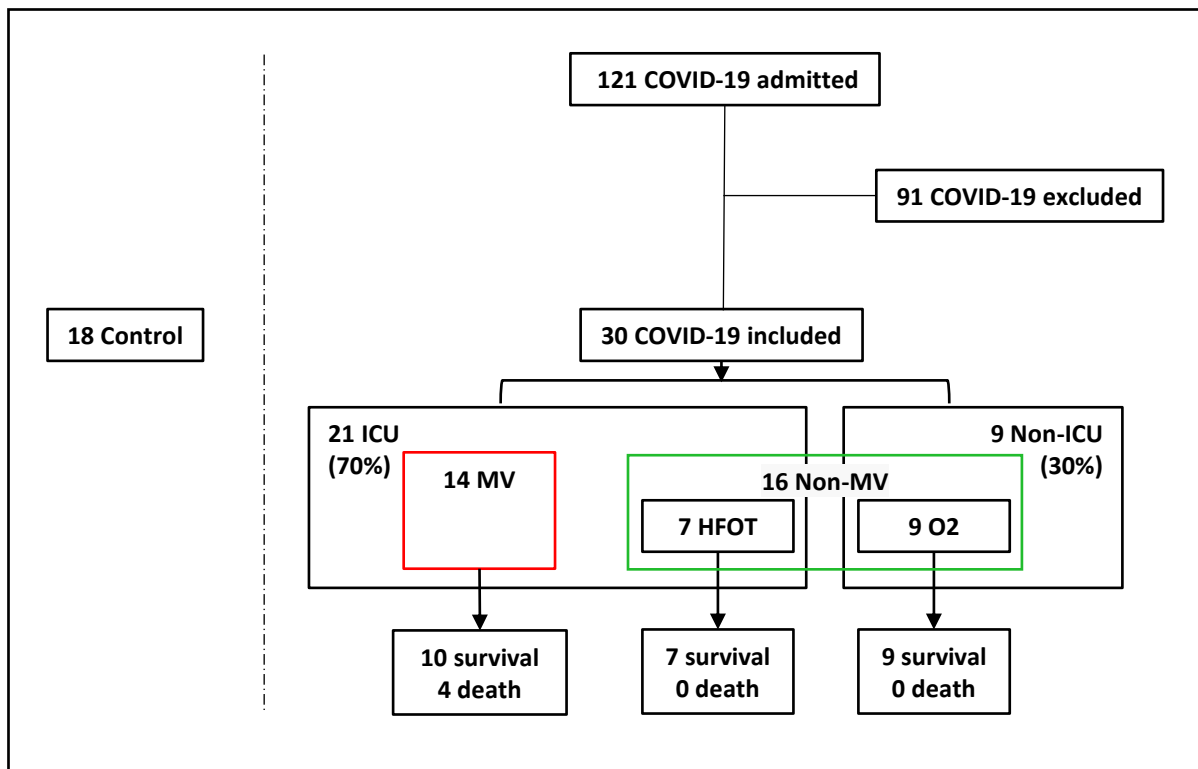 121 COVID-19 admitted
91 COVID-19 excluded
18 Control
30 COVID-19 included
21 ICU
(70%)
9 Non-ICU
(30%)
14 MV
16 Non-MV
7 HFOT
9 O2
10 survival
4 death
7 survival
0 death
9 survival
0 death